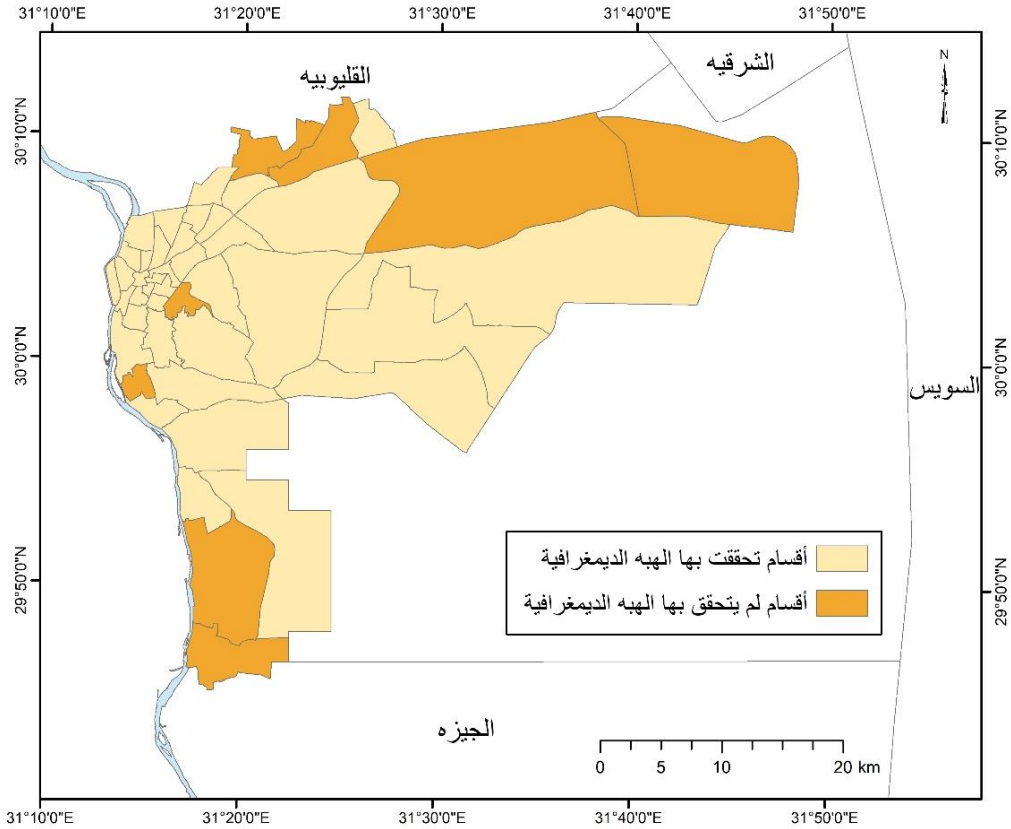 31°10'0"E 31°20'0"E 31°30'0"E 31°40'0"E 31°50'0"E
الشرقيه
N
القليوبيه
30°10'0"N 30°10'0"N
30°0'0"N 30°0'0"N
السويس
أقسام تحققت بها الهبه الديمغرافية
29°50'0"N 29°50'0"N
أقسام لم يتحقق بها الهبه الديمغرافية
الجيزه
0 5 10 20 km
31°10'0"E 31°20'0"E 31°30'0"E 31°40'0"E 31°50'0"E